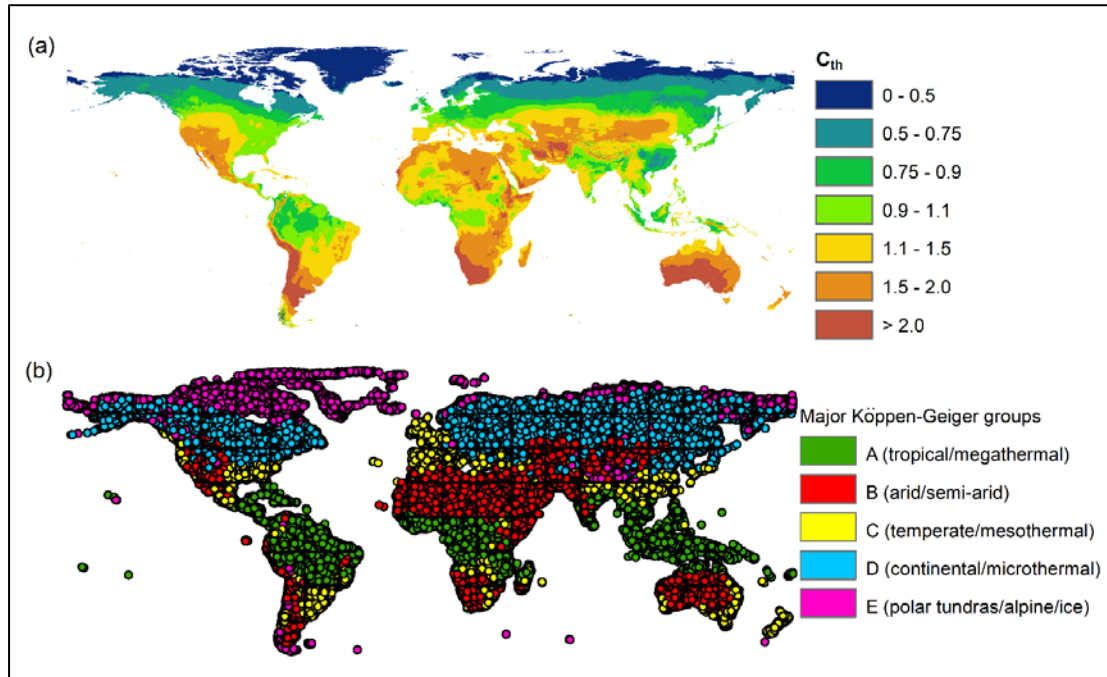 (a)
Cth
0 - 0.5
0.5 - 0.75
0.75 - 0.9
0.9 - 1.1
1.1 - 1.5
1.5 - 2.0
> 2.0
(b)
Major Köppen-Geiger groups
A (tropical/megathermal)
B (arid/semi-arid)
C (temperate/mesothermal)
D (continental/microthermal)
E (polar tundras/alpine/ice)